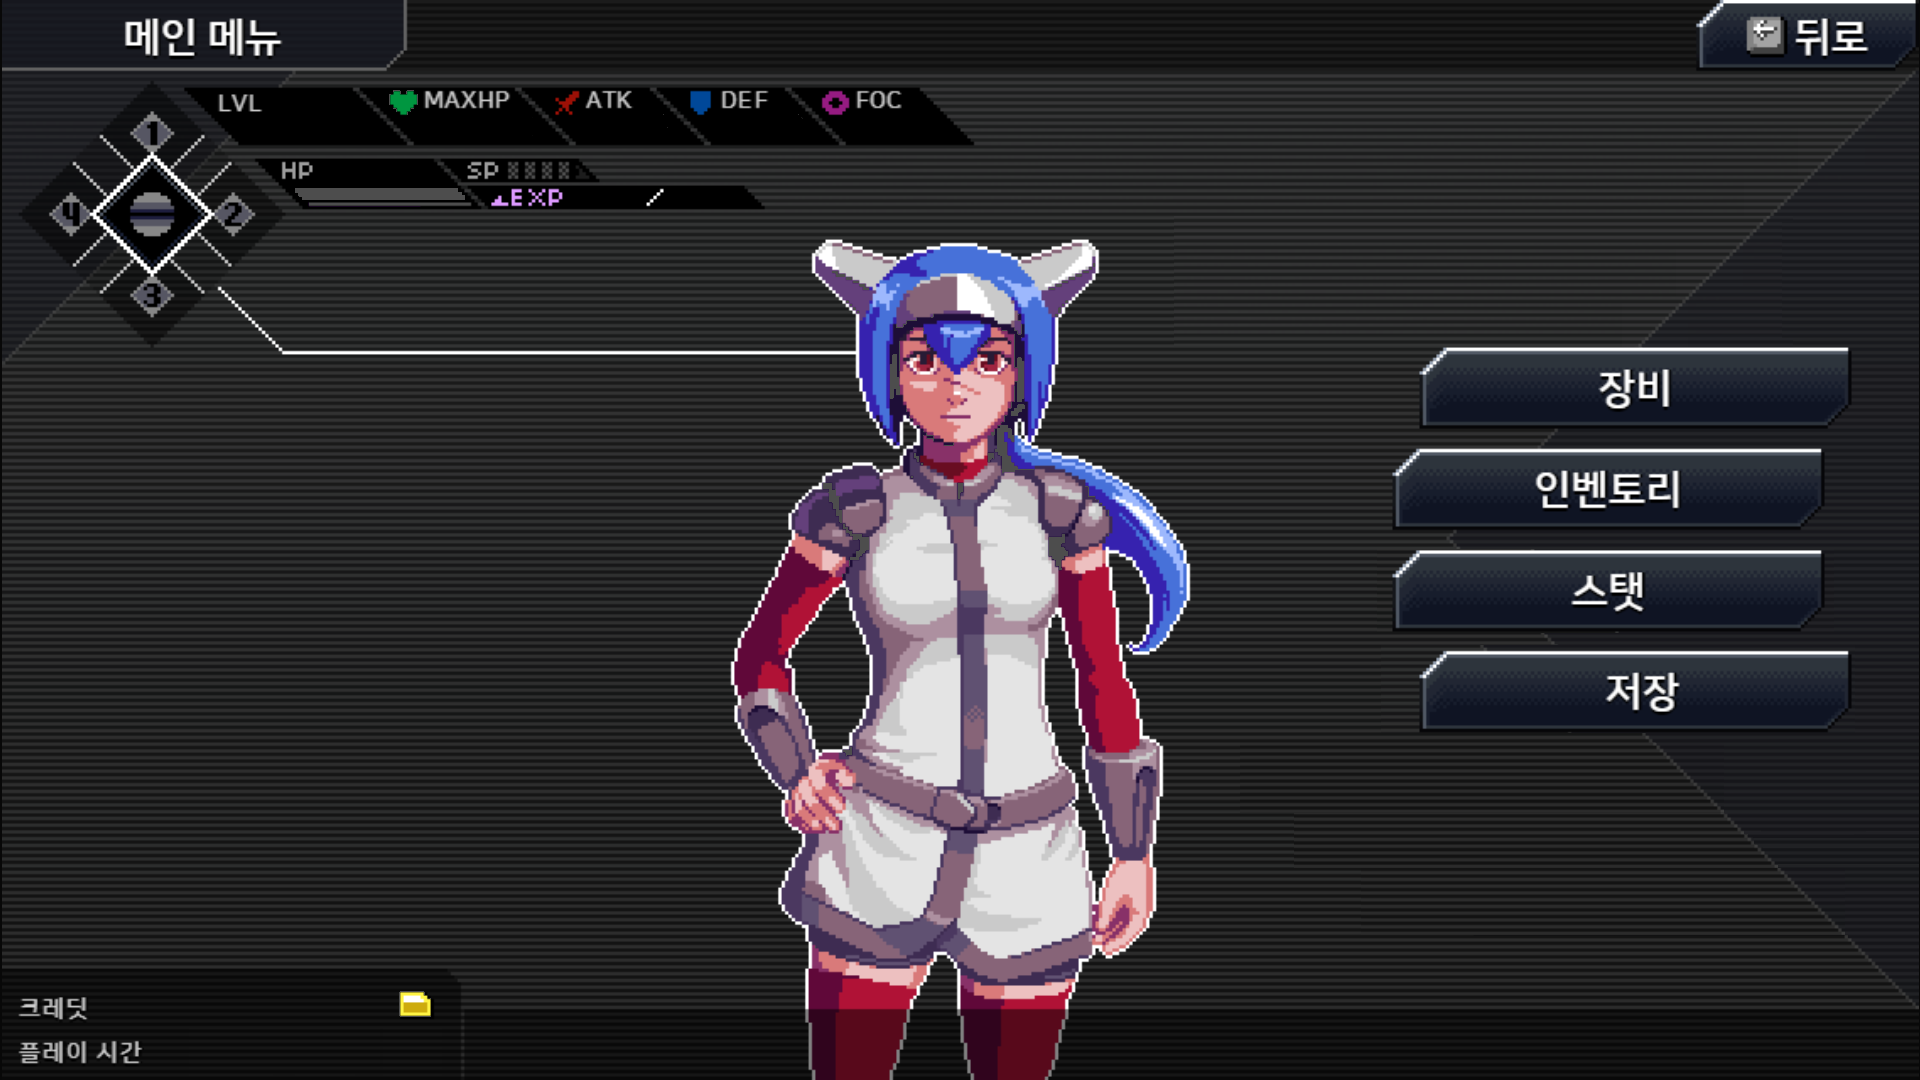 메인 메뉴
뒤로
LVL MAXHP ATK DEF FOC
1
HP SP
EXP /
4 2
3
장비
인벤토리
스탯
저장
크레딧
플레이 시간